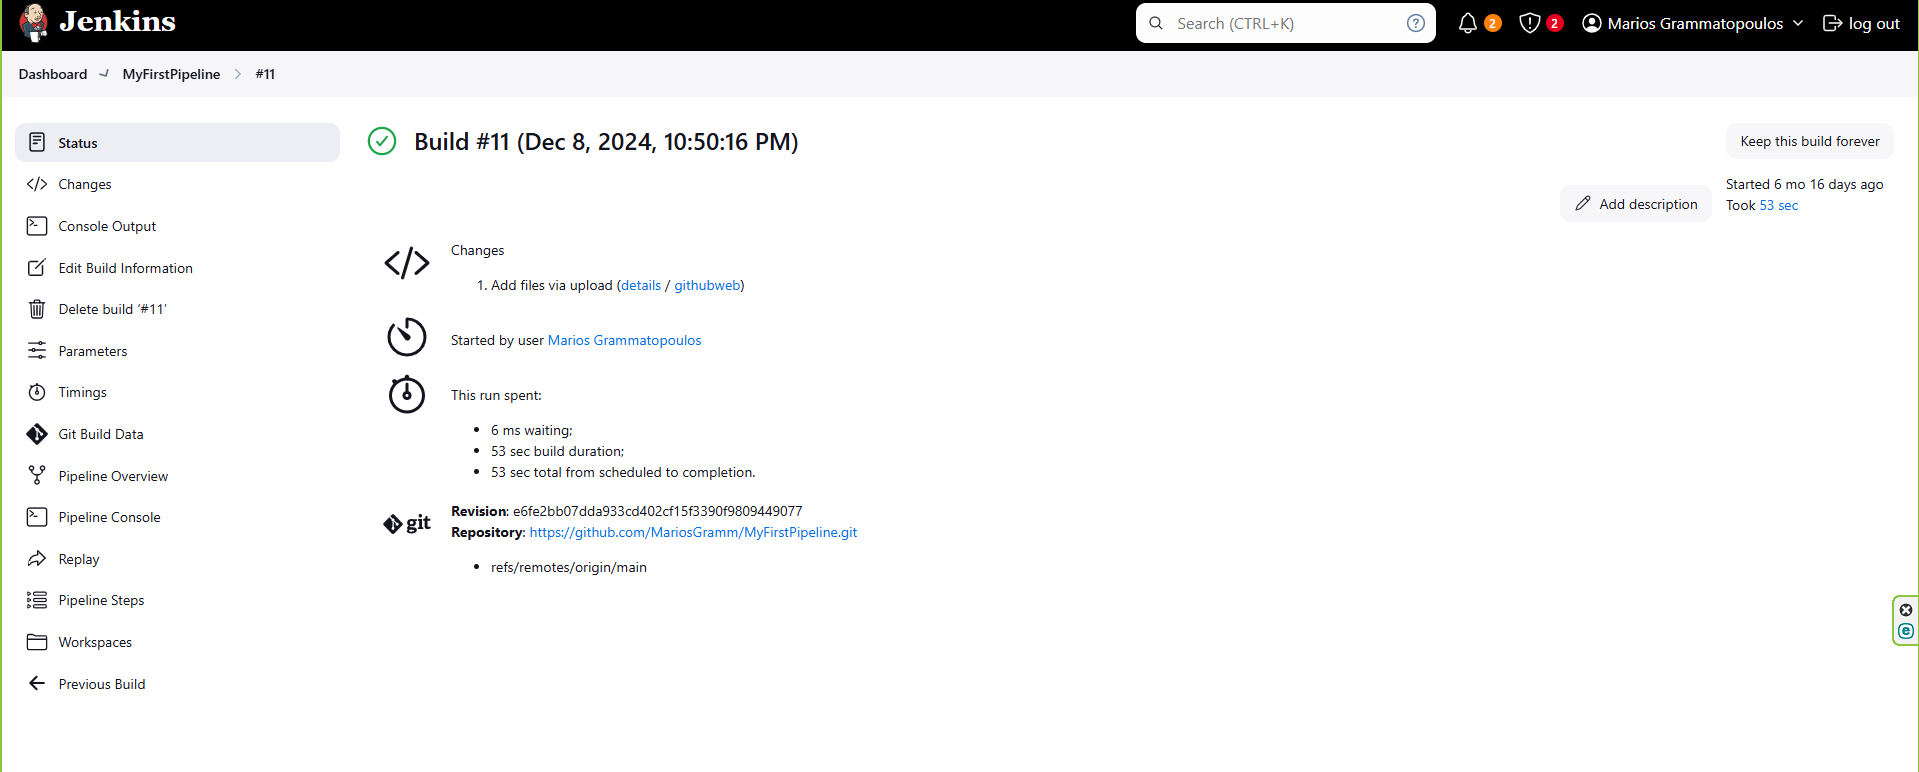 Jenkins
Search (CTRL+K)
2
2
Marios Grammatopoulos
log out
Dashboard
MyFirstPipeline
#11
Status
Changes
Console Output
Edit Build Information
Delete build ‘#11’
Parameters
Timings
Git Build Data
Pipeline Overview
Pipeline Console
Replay
Pipeline Steps
Workspaces
Previous Build
Build #11 (Dec 8, 2024, 10:50:16 PM)
Keep this build forever
Add description
Started 6 mo 16 days ago
Took 53 sec
Changes
1. Add files via upload (details / githubweb)
Started by user Marios Grammatopoulos
This run spent:
6 ms waiting;
53 sec build duration;
53 sec total from scheduled to completion.
git
Revision: e6fe2bb07dda933cd402cf15f3390f9809449077
Repository: https://github.com/MariosGramm/MyFirstPipeline.git
refs/remotes/origin/main